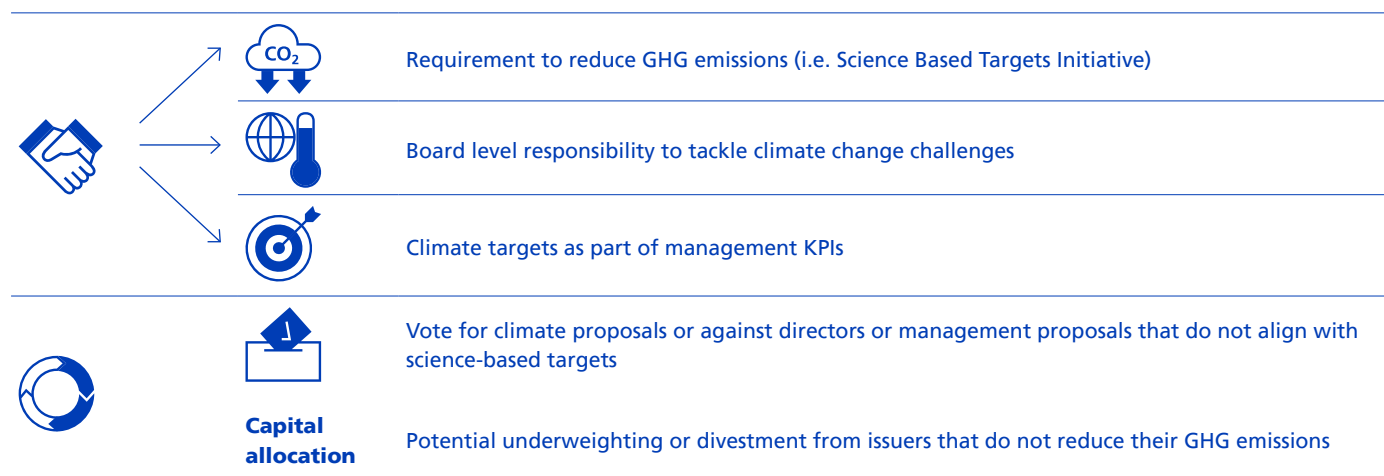 CO₂
Requirement to reduce GHG emissions (i.e. Science Based Targets Initiative)
Board level responsibility to tackle climate change challenges
Climate targets as part of management KPIs
Vote for climate proposals or against directors or management proposals that do not align with
science-based targets
Capital
allocation
Potential underweighting or divestment from issuers that do not reduce their GHG emissions